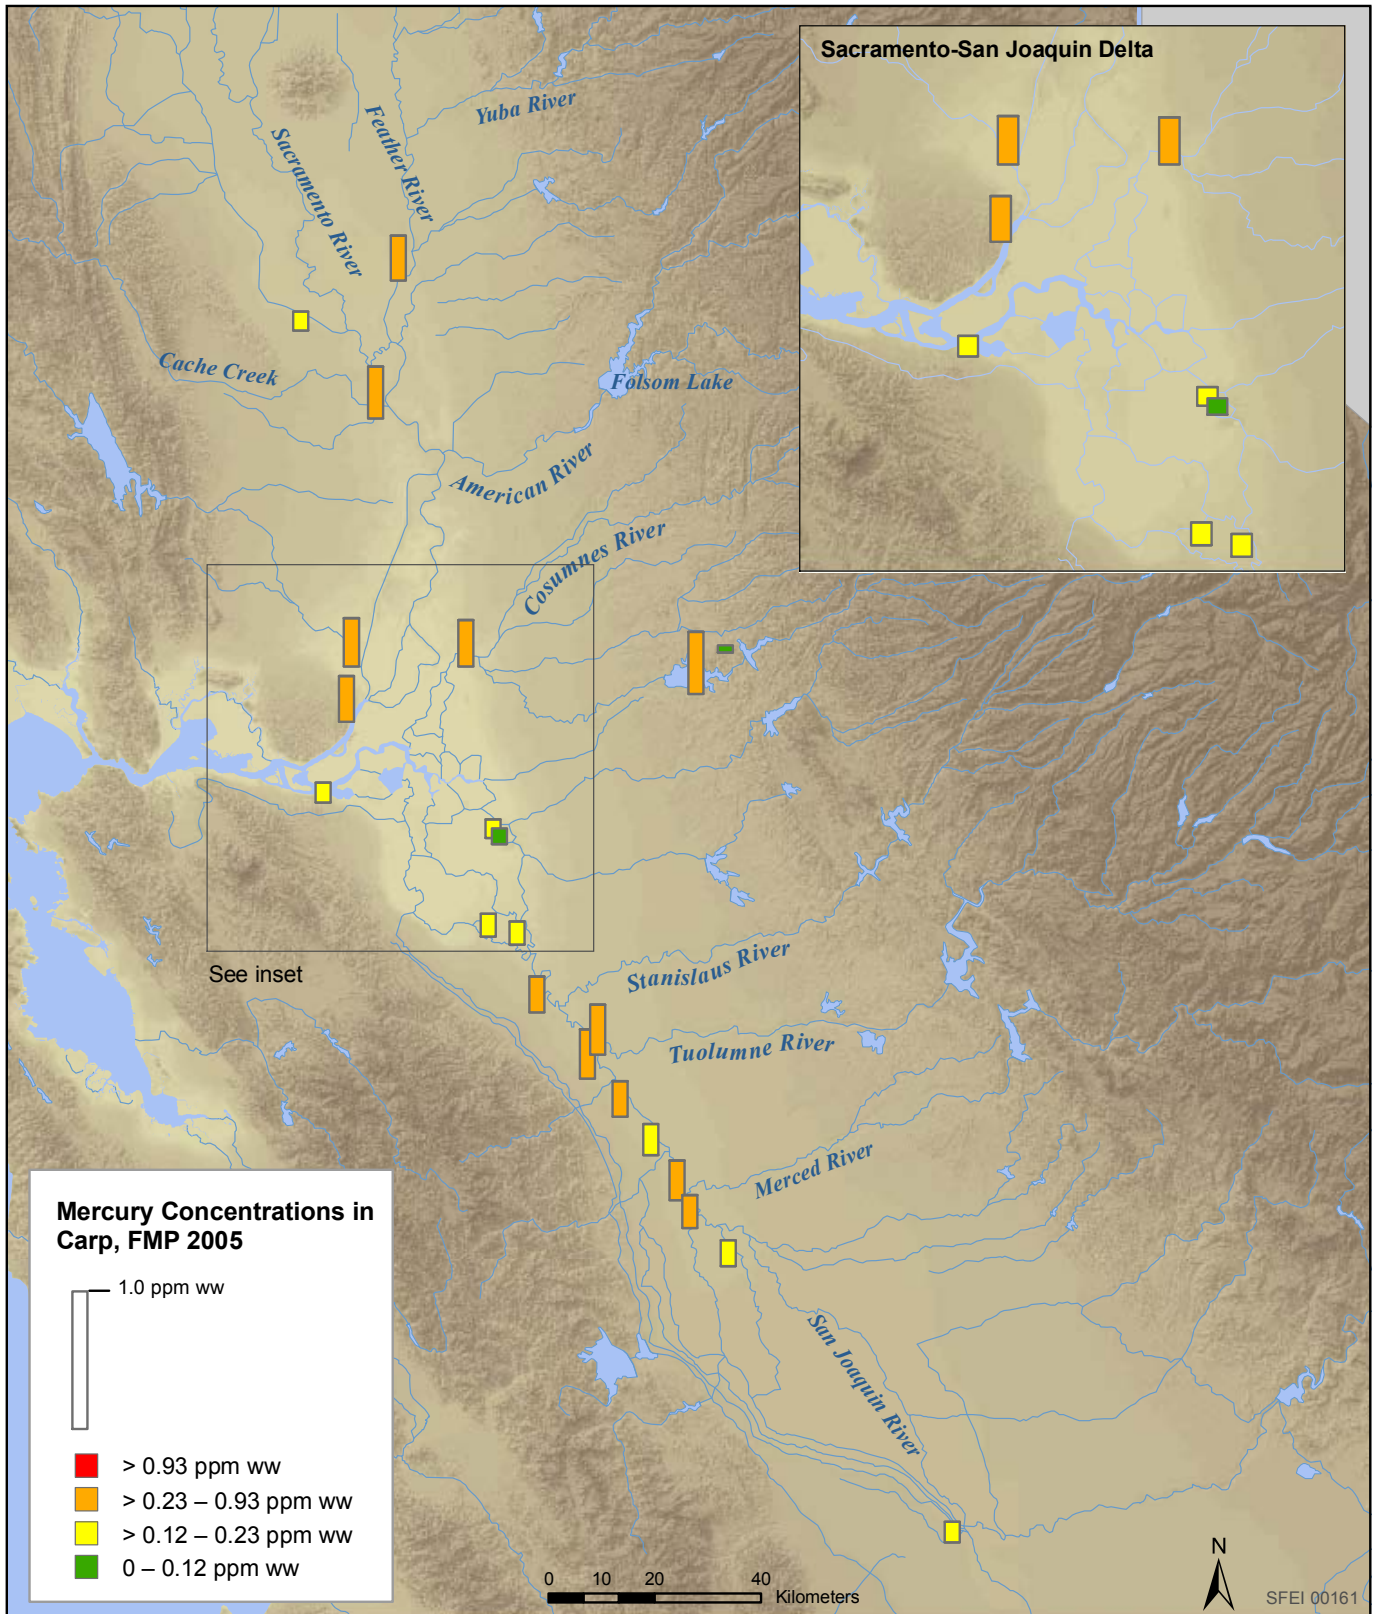 Sacramento-San Joaquin Delta
Yuba River
Feather River
Sacramento River
Cache Creek
Folsom Lake
American River
Cosumnes River
See inset
Stanislaus River
Tuolumne River
Merced River
San Joaquin River
Mercury Concentrations in
Carp, FMP 2005
1.0 ppm ww
> 0.93 ppm ww
> 0.23 – 0.93 ppm ww
> 0.12 – 0.23 ppm ww
0 – 0.12 ppm ww
0 10 20 40
Kilometers
N
SFEI 00161